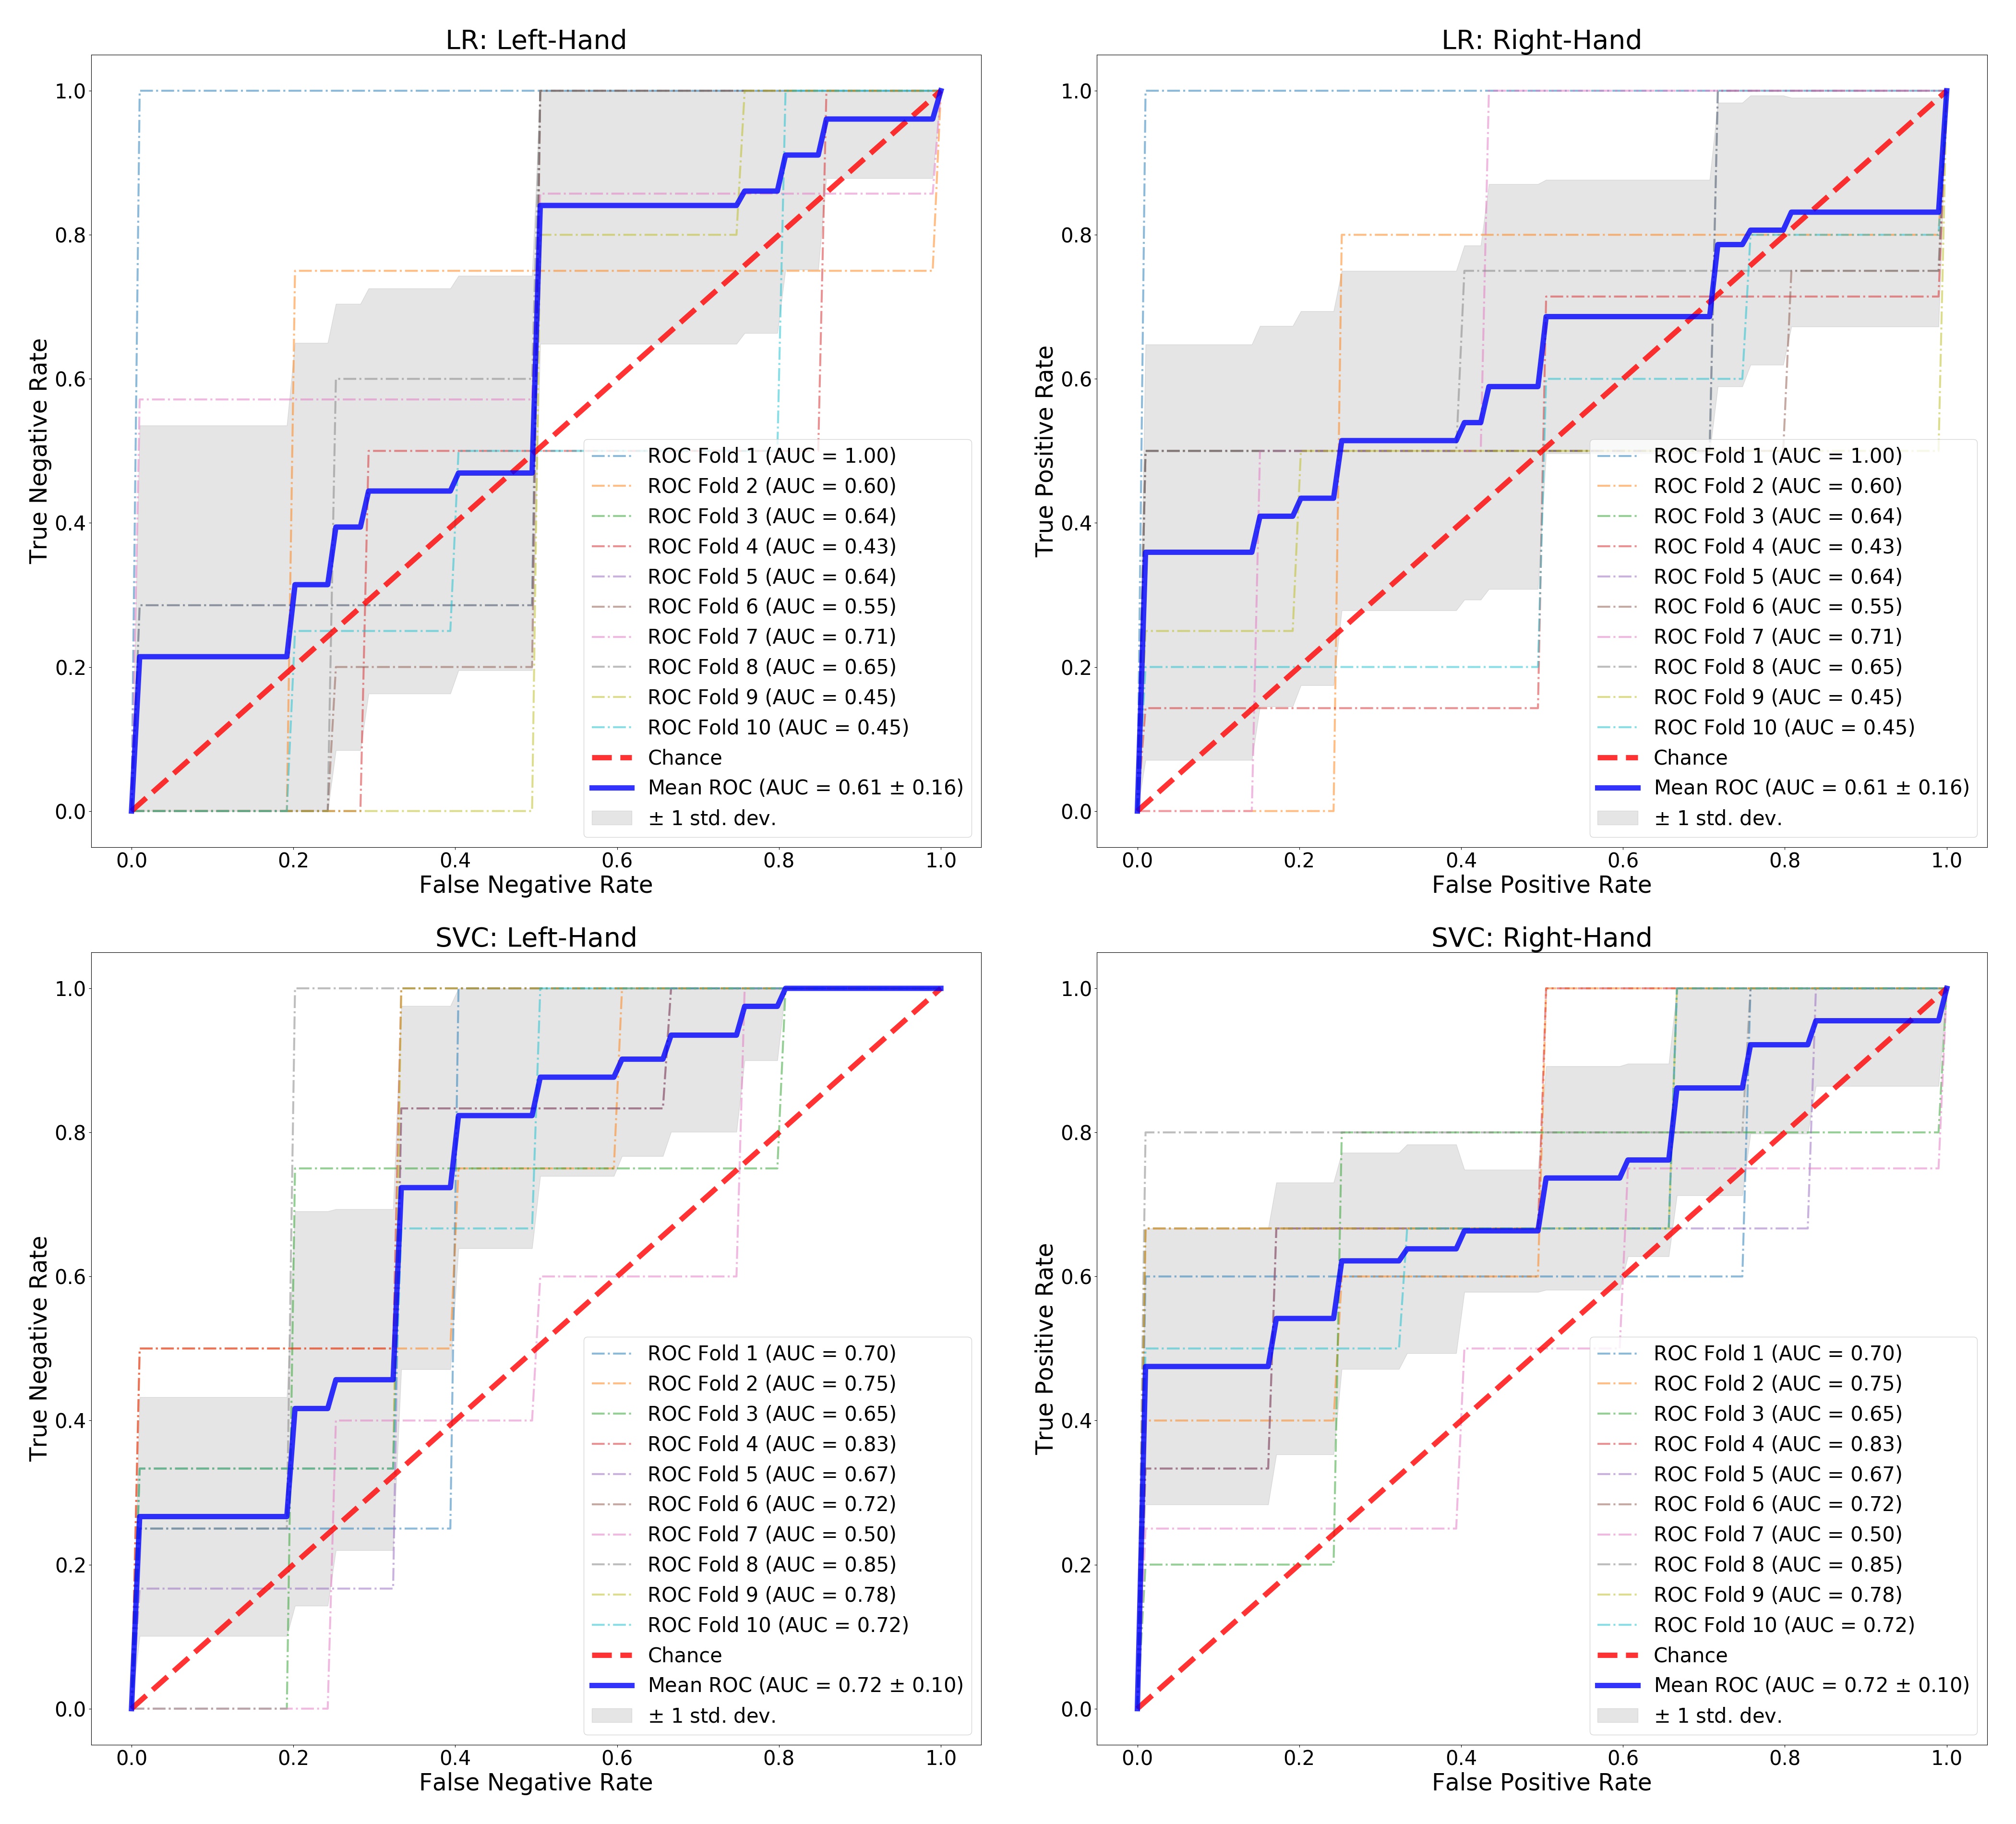 LR: Left-Hand
True Negative Rate
1.0
0.8
0.6
0.4
0.2
0.0
ROC Fold 1 (AUC = 1.00)
ROC Fold 2 (AUC = 0.60)
ROC Fold 3 (AUC = 0.64)
ROC Fold 4 (AUC = 0.43)
ROC Fold 5 (AUC = 0.64)
ROC Fold 6 (AUC = 0.55)
ROC Fold 7 (AUC = 0.71)
ROC Fold 8 (AUC = 0.65)
ROC Fold 9 (AUC = 0.45)
ROC Fold 10 (AUC = 0.45)
Chance
Mean ROC (AUC = 0.61 ± 0.16)
± 1 std. dev.
0.0 0.2 0.4 0.6 0.8 1.0
False Negative Rate
LR: Right-Hand
True Positive Rate
1.0
0.8
0.6
0.4
0.2
0.0
ROC Fold 1 (AUC = 1.00)
ROC Fold 2 (AUC = 0.60)
ROC Fold 3 (AUC = 0.64)
ROC Fold 4 (AUC = 0.43)
ROC Fold 5 (AUC = 0.64)
ROC Fold 6 (AUC = 0.55)
ROC Fold 7 (AUC = 0.71)
ROC Fold 8 (AUC = 0.65)
ROC Fold 9 (AUC = 0.45)
ROC Fold 10 (AUC = 0.45)
Chance
Mean ROC (AUC = 0.61 ± 0.16)
± 1 std. dev.
0.0 0.2 0.4 0.6 0.8 1.0
False Positive Rate
SVC: Left-Hand
True Negative Rate
1.0
0.8
0.6
0.4
0.2
0.0
ROC Fold 1 (AUC = 0.70)
ROC Fold 2 (AUC = 0.75)
ROC Fold 3 (AUC = 0.65)
ROC Fold 4 (AUC = 0.83)
ROC Fold 5 (AUC = 0.67)
ROC Fold 6 (AUC = 0.72)
ROC Fold 7 (AUC = 0.50)
ROC Fold 8 (AUC = 0.85)
ROC Fold 9 (AUC = 0.78)
ROC Fold 10 (AUC = 0.72)
Chance
Mean ROC (AUC = 0.72 ± 0.10)
± 1 std. dev.
0.0 0.2 0.4 0.6 0.8 1.0
False Negative Rate
SVC: Right-Hand
True Positive Rate
1.0
0.8
0.6
0.4
0.2
0.0
ROC Fold 1 (AUC = 0.70)
ROC Fold 2 (AUC = 0.75)
ROC Fold 3 (AUC = 0.65)
ROC Fold 4 (AUC = 0.83)
ROC Fold 5 (AUC = 0.67)
ROC Fold 6 (AUC = 0.72)
ROC Fold 7 (AUC = 0.50)
ROC Fold 8 (AUC = 0.85)
ROC Fold 9 (AUC = 0.78)
ROC Fold 10 (AUC = 0.72)
Chance
Mean ROC (AUC = 0.72 ± 0.10)
± 1 std. dev.
0.0 0.2 0.4 0.6 0.8 1.0
False Positive Rate